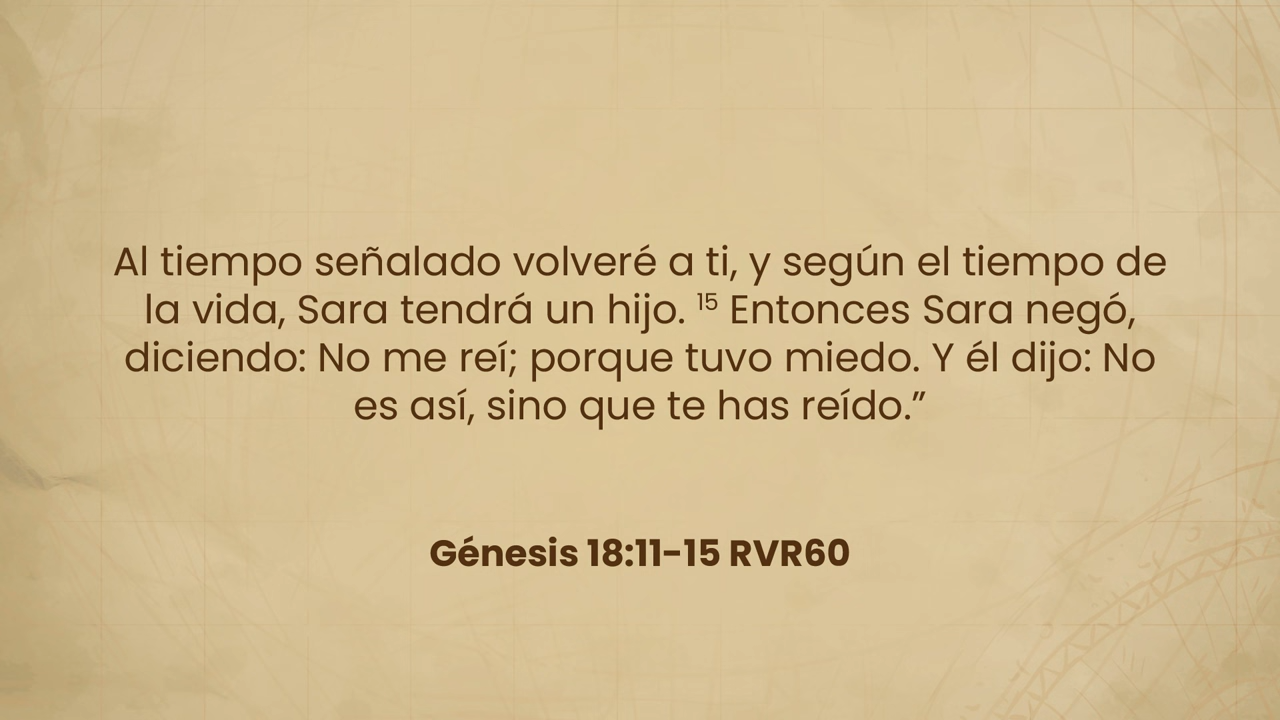 Al tiempo señalado volveré a ti, y según el tiempo de
la vida, Sara tendrá un hijo. ¹⁵ Entonces Sara negó,
diciendo: No me reí; porque tuvo miedo. Y él dijo: No
es así, sino que te has reído.”
Génesis 18:11-15 RVR60